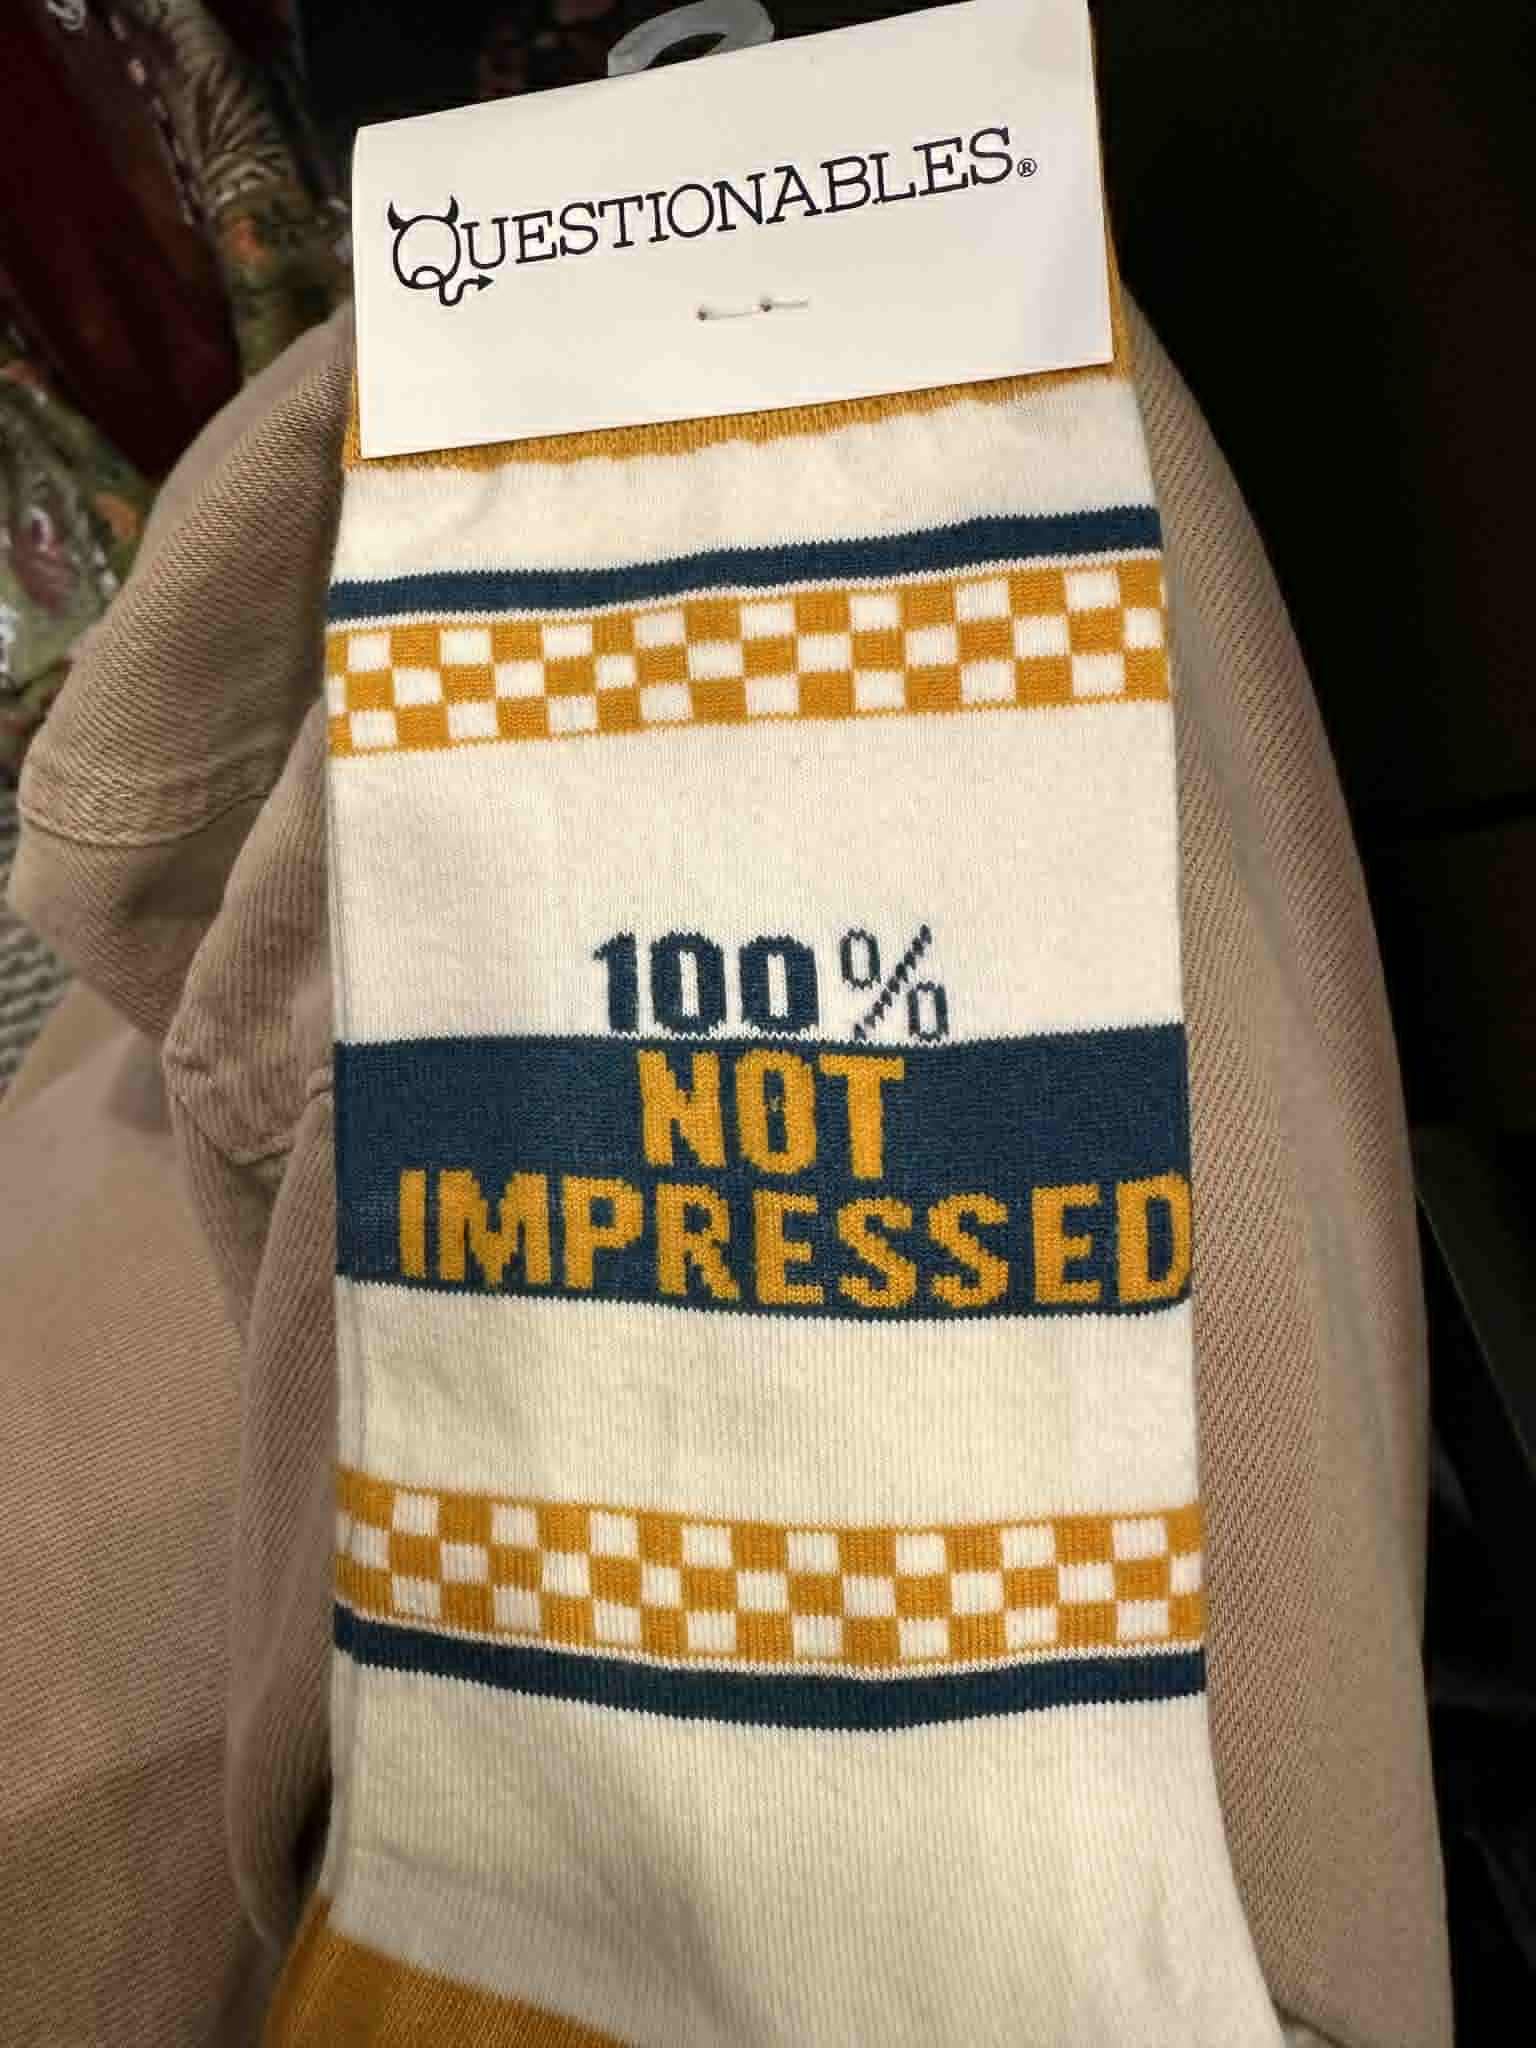 QUESTIONABLES®
100%
NOT
IMPRESSED